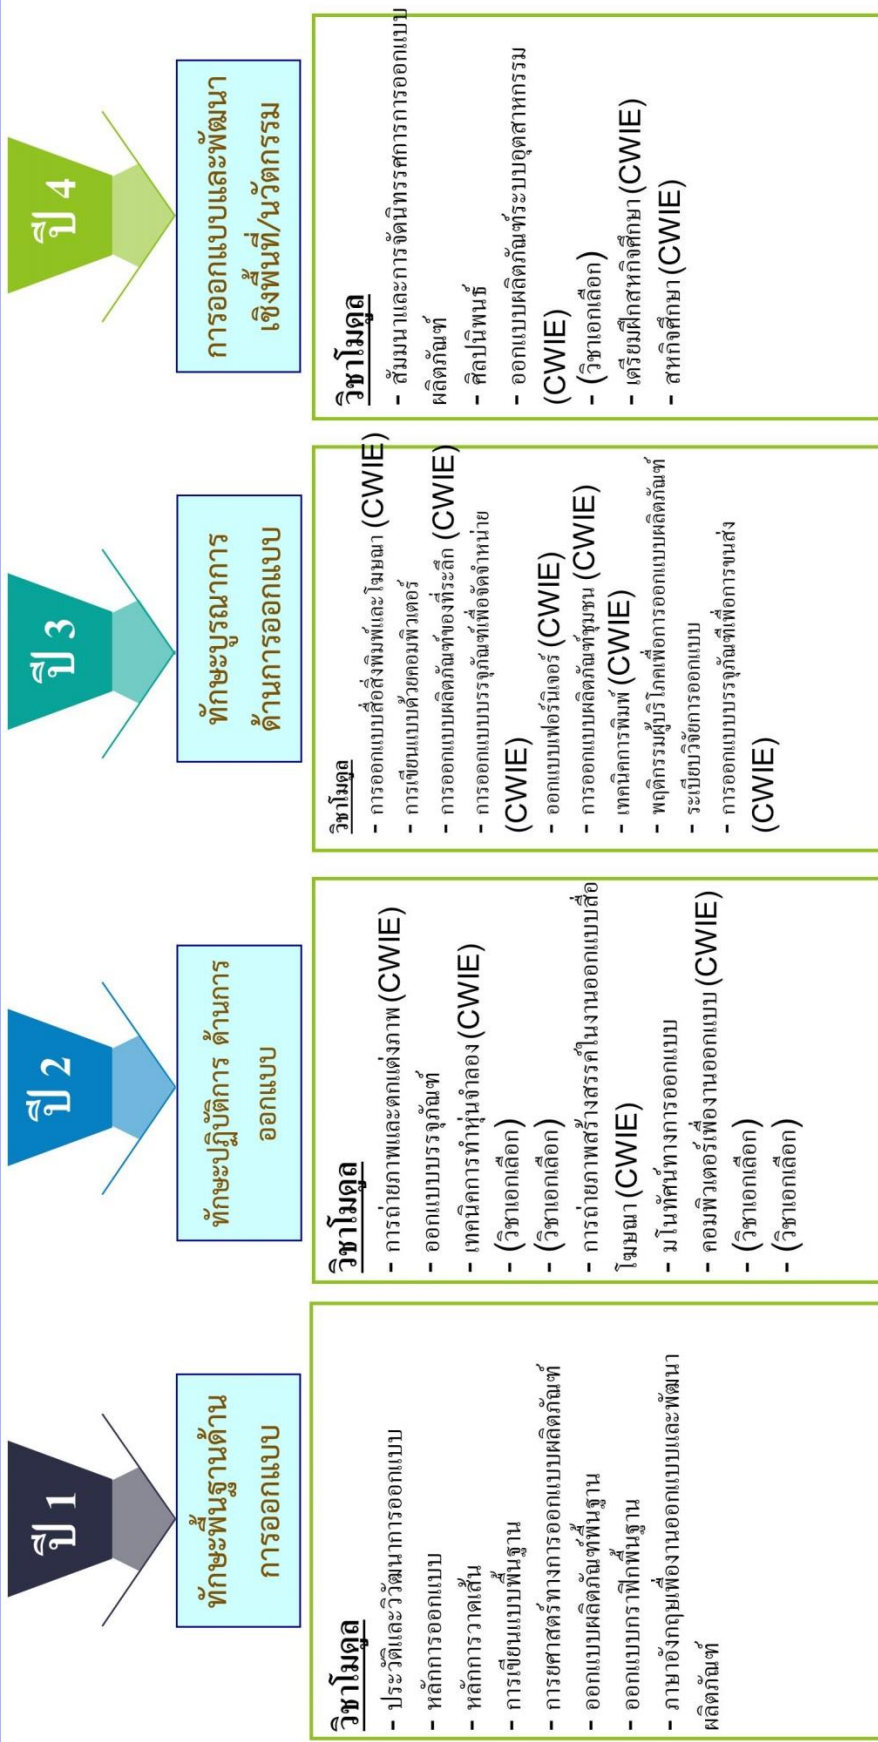 ปี 1
ทักษะพื้นฐานด้าน
การออกแบบ
วิชาโมดูล
- ประวัติและวิวัฒนาการออกแบบ
- หลักการออกแบบ
- หลักการวาดเส้น
- การเขียนแบบพื้นฐาน
- การยศาสตร์ทางการออกแบบผลิตภัณฑ์
- ออกแบบผลิตภัณฑ์พื้นฐาน
- ออกแบบกราฟิกพื้นฐาน
- ภาษาอังกฤษเพื่องานออกแบบและพัฒนา
ผลิตภัณฑ์
ปี 2
ทักษะปฏิบัติการ ด้านการ
ออกแบบ
วิชาโมดูล
- การถ่ายภาพและตกแต่งภาพ (CWIE)
- ออกแบบบรรจุภัณฑ์
- เทคนิคการทำหุ่นจำลอง (CWIE)
- (วิชาเอกเลือก)
- (วิชาเอกเลือก)
- การถ่ายภาพสร้างสรรค์ในงานออกแบบสื่อ
โฆษณา (CWIE)
- มโนทัศน์ทางการออกแบบ
- คอมพิวเตอร์เพื่องานออกแบบ (CWIE)
- (วิชาเอกเลือก)
- (วิชาเอกเลือก)
ปี 3
ทักษะบูรณาการ
ด้านการออกแบบ
วิชาโมดูล
- การออกแบบสื่อสิ่งพิมพ์และโฆษณา (CWIE)
- การเขียนแบบด้วยคอมพิวเตอร์
- การออกแบบผลิตภัณฑ์ของที่ระลึก (CWIE)
- การออกแบบบรรจุภัณฑ์เพื่อจัดจำหน่าย
(CWIE)
- ออกแบบเฟอร์นิเจอร์ (CWIE)
- การออกแบบผลิตภัณฑ์ชุมชน (CWIE)
- เทคนิคการพิมพ์ (CWIE)
- พฤติกรรมผู้บริโภคเพื่อการออกแบบผลิตภัณฑ์
- ระเบียบวิจัยการออกแบบ
- การออกแบบบรรจุภัณฑ์เพื่อการขนส่ง
(CWIE)
ปี 4
การออกแบบและพัฒนา
เชิงพื้นที่/นวัตกรรม
วิชาโมดูล
- สัมมนาและการจัดนิทรรศการการออกแบบ
ผลิตภัณฑ์
- ศิลปนิพนธ์
- ออกแบบผลิตภัณฑ์ระบบอุตสาหกรรม
(CWIE)
- (วิชาเอกเลือก)
- เตรียมฝึกสหกิจศึกษา (CWIE)
- สหกิจศึกษา (CWIE)